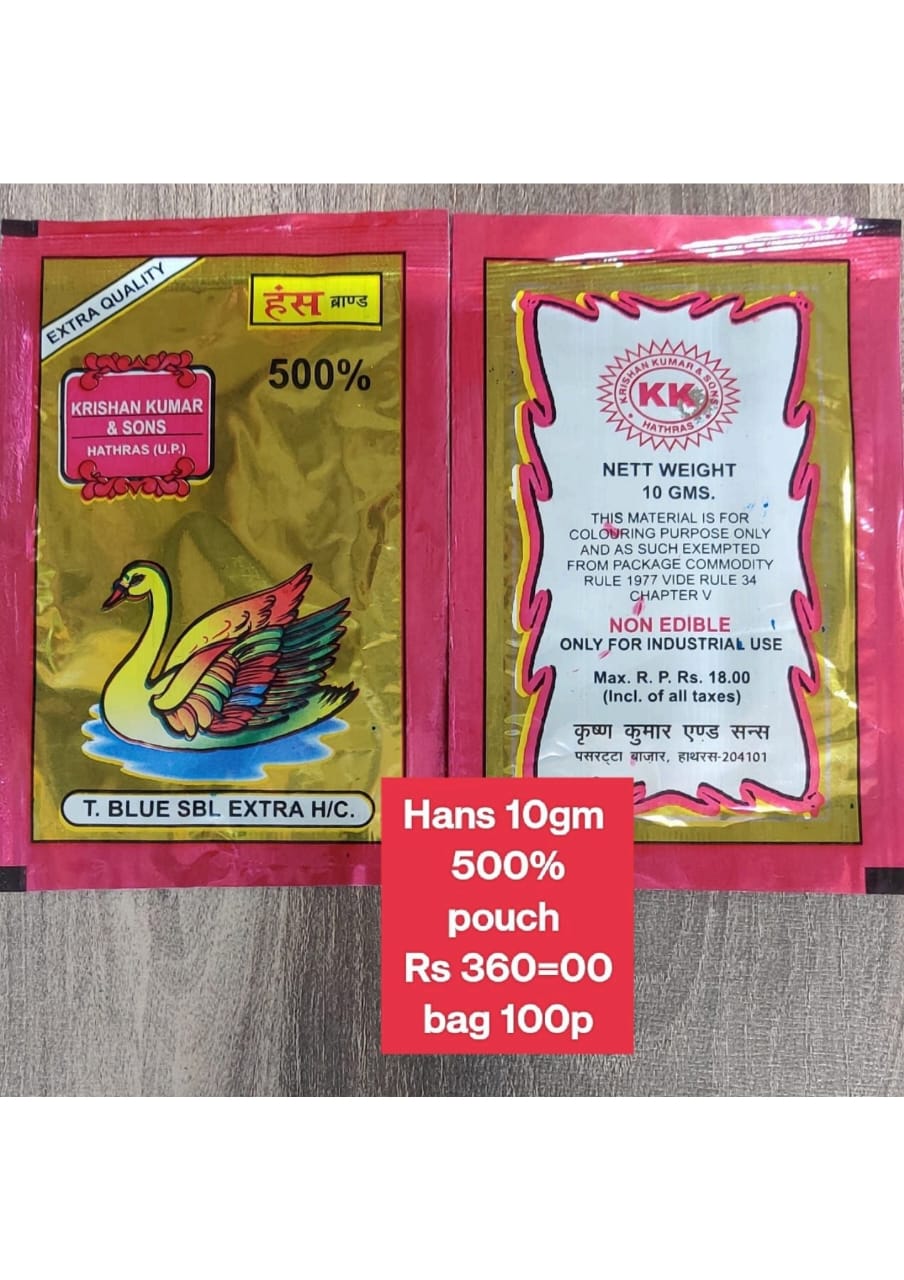 EXTRA QUALITY
हंस ब्राण्ड
500%
KRISHAN KUMAR
& SONS
HATHRAS (U.P.)
T. BLUE SBL EXTRA H/C.
KRISHAN KUMAR & SONS
KK
HATHRAS
NETT WEIGHT
10 GMS.
THIS MATERIAL IS FOR
COLOURING PURPOSE ONLY
AND AS SUCH EXEMPTED
FROM PACKAGE COMMODITY
RULE 1977 VIDE RULE 34
CHAPTER V
NON EDIBLE
ONLY FOR INDUSTRIAL USE
Max. R. P. Rs. 18.00
(Incl. of all taxes)
कृष्ण कुमार एण्ड सन्स
पसरट्टा बाज़ार, हाथरस-204101
Hans 10gm
500%
pouch
Rs 360=00
bag 100p